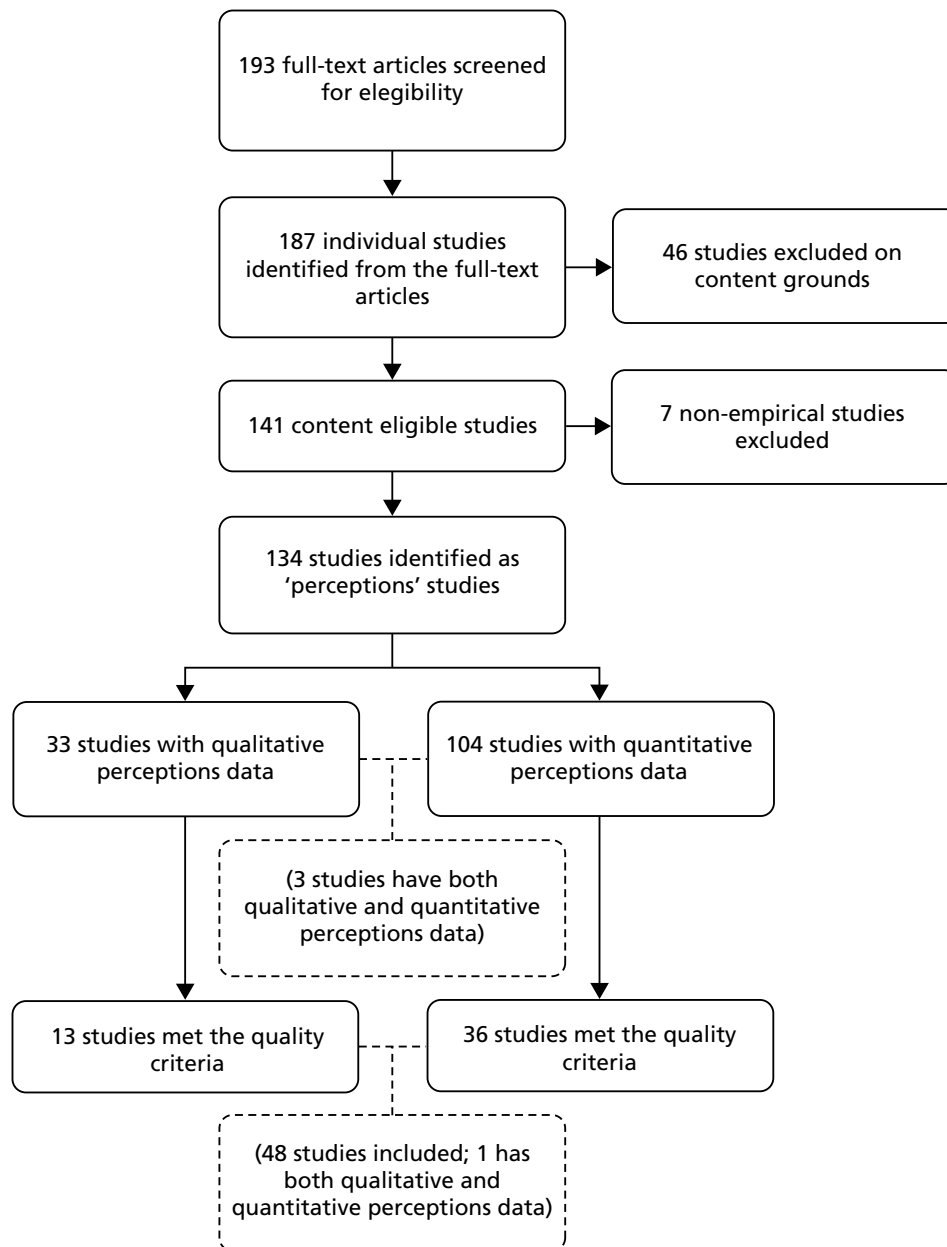 193 full-text articles screened
for elegibility
187 individual studies
identified from the full-text
articles
46 studies excluded on
content grounds
141 content eligible studies
7 non-empirical studies
excluded
134 studies identified as
‘perceptions’ studies
33 studies with qualitative
perceptions data
104 studies with quantitative
perceptions data
(3 studies have both
qualitative and quantitative
perceptions data)
13 studies met the quality
criteria
36 studies met the quality
criteria
(48 studies included; 1 has
both qualitative and
quantitative perceptions data)